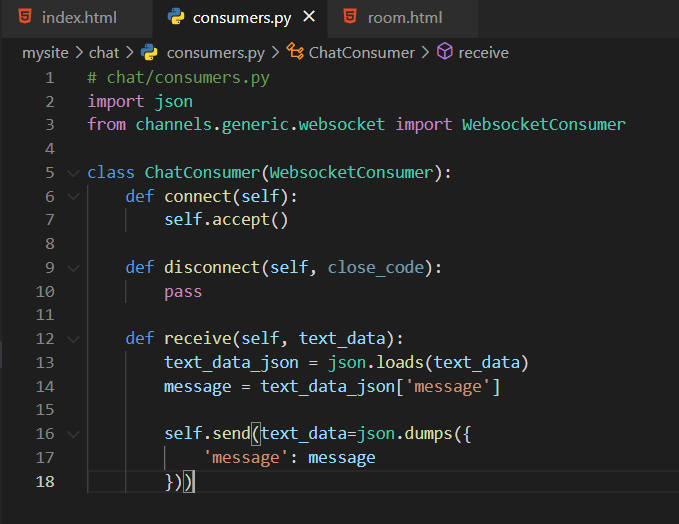 index.html consumers.py room.html
mysite > chat > consumers.py > ChatConsumer > receive
1 # chat/consumers.py
2 import json
3 from channels.generic.websocket import WebsocketConsumer
4
5 class ChatConsumer(WebsocketConsumer):
6     def connect(self):
7         self.accept()
8
9     def disconnect(self, close_code):
10         pass
11
12     def receive(self, text_data):
13         text_data_json = json.loads(text_data)
14         message = text_data_json['message']
15
16         self.send(text_data=json.dumps({
17             'message': message
18         }))